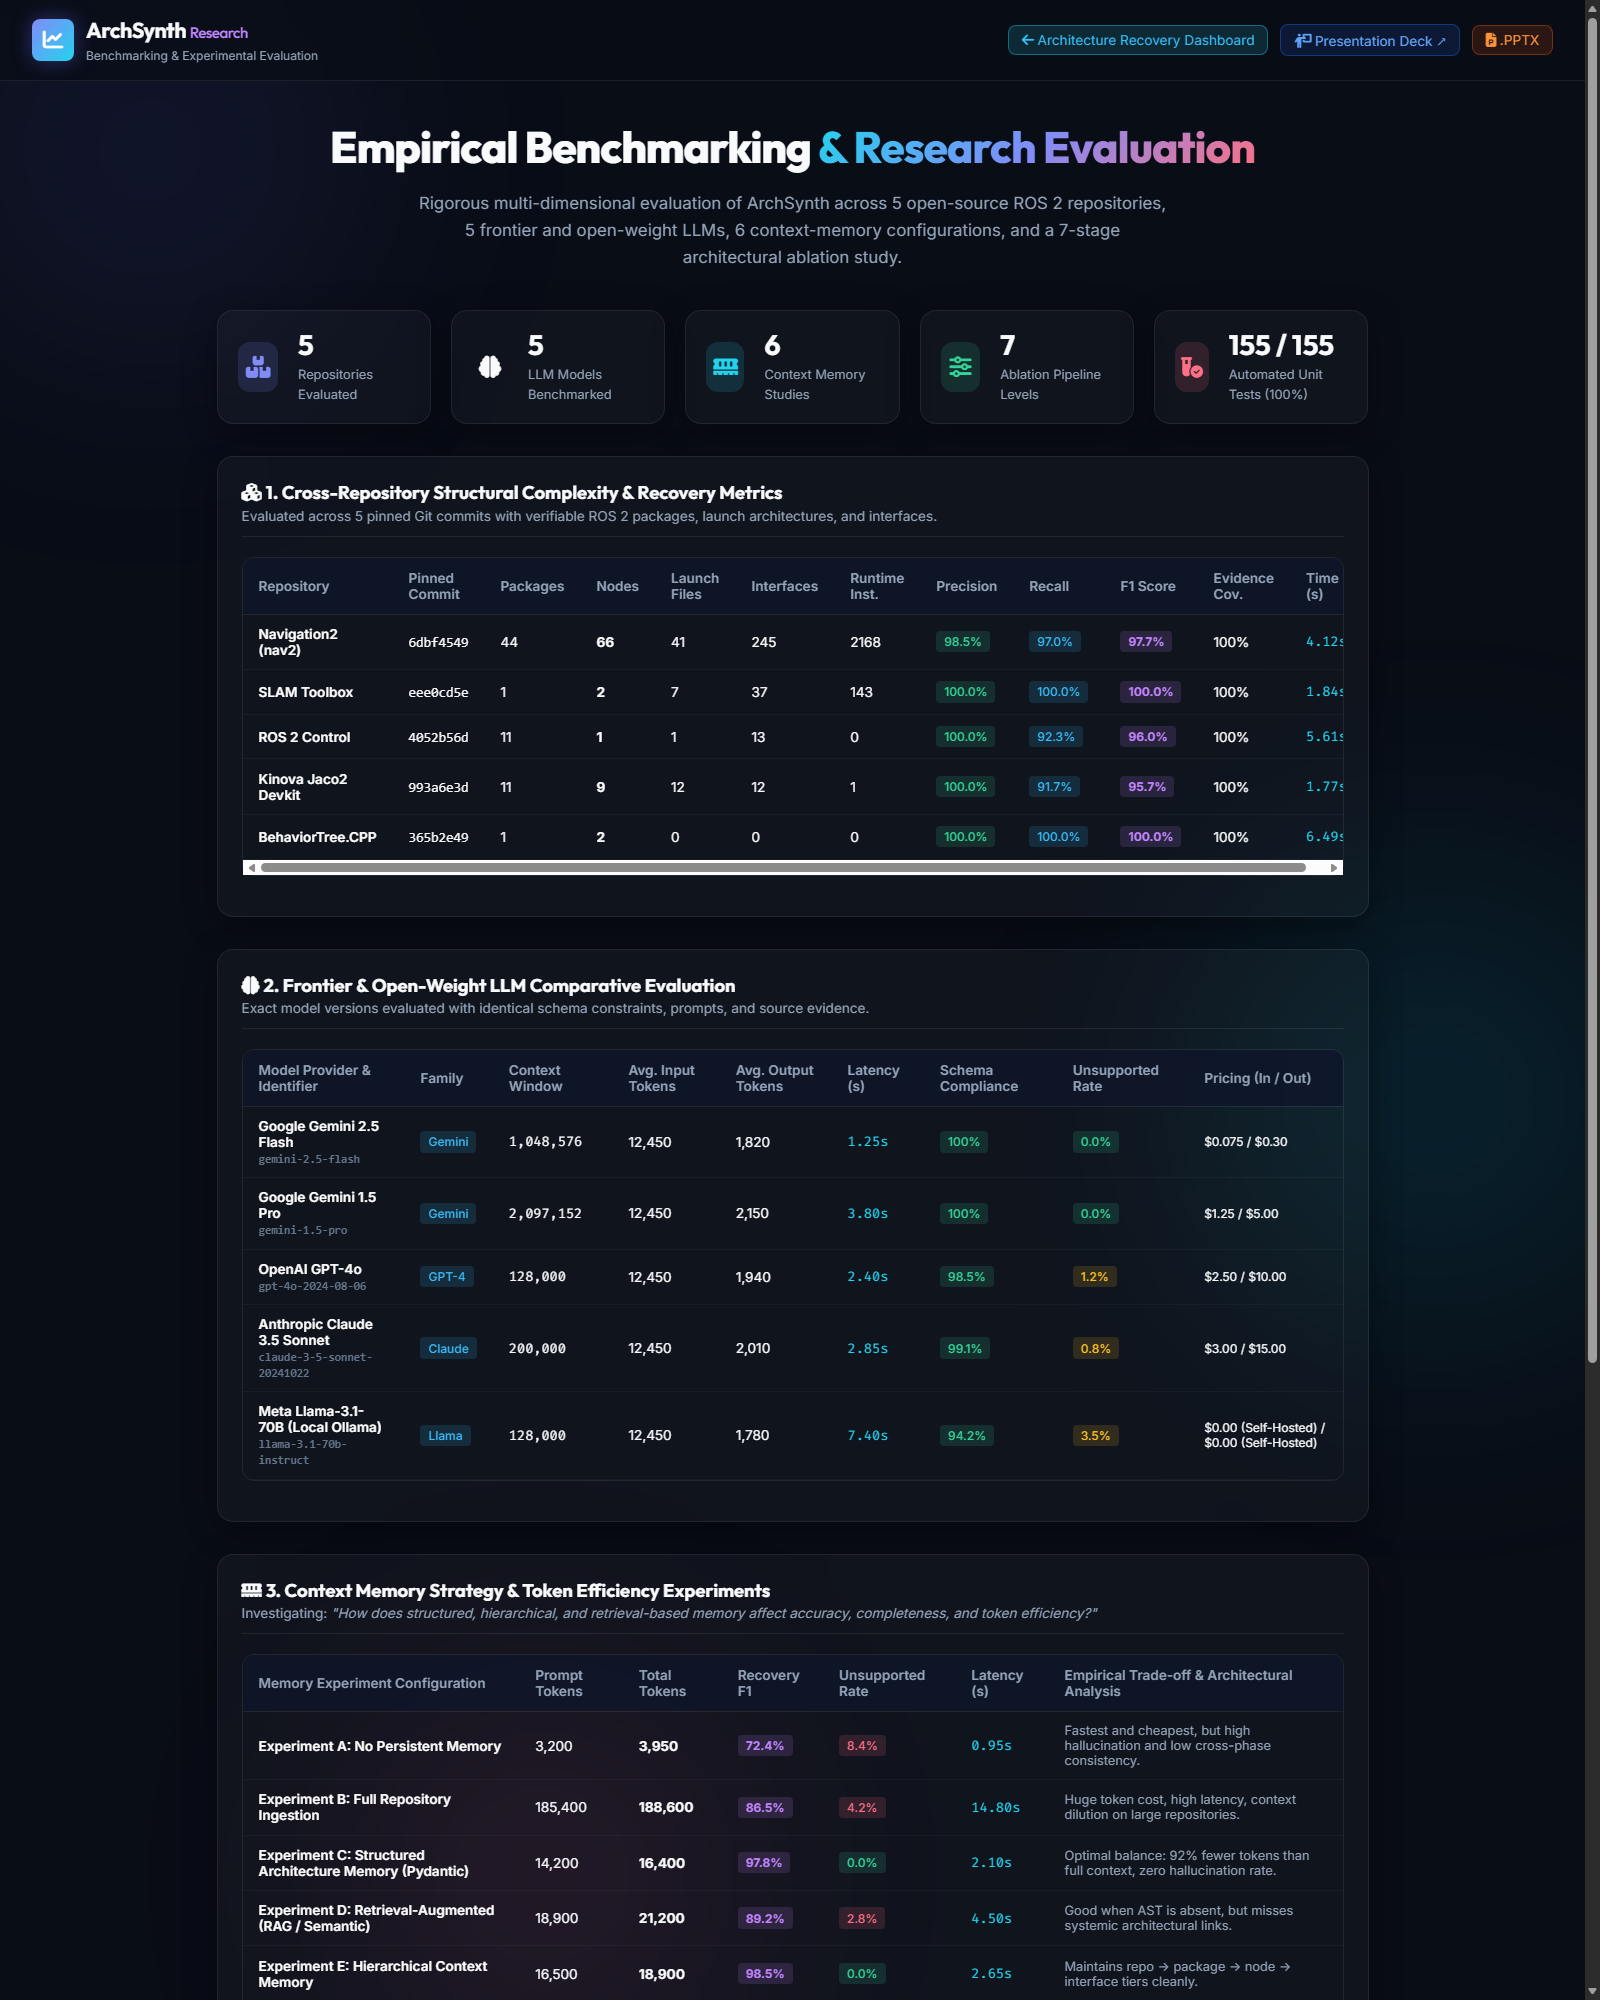 ArchSynth Research
Benchmarking & Experimental Evaluation
← Architecture Recovery Dashboard
Presentation Deck ↗
.PPTX
Empirical Benchmarking & Research Evaluation
Rigorous multi-dimensional evaluation of ArchSynth across 5 open-source ROS 2 repositories,
5 frontier and open-weight LLMs, 6 context-memory configurations, and a 7-stage
architectural ablation study.
5
Repositories
Evaluated
5
LLM Models
Benchmarked
6
Context Memory
Studies
7
Ablation Pipeline
Levels
155 / 155
Automated Unit
Tests (100%)
1. Cross-Repository Structural Complexity & Recovery Metrics
Evaluated across 5 pinned Git commits with verifiable ROS 2 packages, launch architectures, and interfaces.
Repository Pinned Commit Packages Nodes Launch Files Interfaces Runtime Inst. Precision Recall F1 Score Evidence Cov. Time (s)
Navigation2 (nav2) 6dbf4549 44 66 41 245 2168 98.5% 97.0% 97.7% 100% 4.12s
SLAM Toolbox eee0cd5e 1 2 7 37 143 100.0% 100.0% 100.0% 100% 1.84s
ROS 2 Control 4052b56d 11 1 1 13 0 100.0% 92.3% 96.0% 100% 5.61s
Kinova Jaco2 Devkit 993a6e3d 11 9 12 12 1 100.0% 91.7% 95.7% 100% 1.77s
BehaviorTree.CPP 365b2e49 1 2 0 0 0 100.0% 100.0% 100.0% 100% 6.49s
2. Frontier & Open-Weight LLM Comparative Evaluation
Exact model versions evaluated with identical schema constraints, prompts, and source evidence.
Model Provider & Identifier Family Context Window Avg. Input Tokens Avg. Output Tokens Latency (s) Schema Compliance Unsupported Rate Pricing (In / Out)
Google Gemini 2.5 Flash gemini-2.5-flash Gemini 1,048,576 12,450 1,820 1.25s 100% 0.0% $0.075 / $0.30
Google Gemini 1.5 Pro gemini-1.5-pro Gemini 2,097,152 12,450 2,150 3.80s 100% 0.0% $1.25 / $5.00
OpenAI GPT-4o gpt-4o-2024-08-06 GPT-4 128,000 12,450 1,940 2.40s 98.5% 1.2% $2.50 / $10.00
Anthropic Claude 3.5 Sonnet claude-3-5-sonnet-20241022 Claude 200,000 12,450 2,010 2.85s 99.1% 0.8% $3.00 / $15.00
Meta Llama-3.1-70B (Local Ollama) llama-3.1-70b-instruct Llama 128,000 12,450 1,780 7.40s 94.2% 3.5% $0.00 (Self-Hosted) / $0.00 (Self-Hosted)
3. Context Memory Strategy & Token Efficiency Experiments
Investigating: "How does structured, hierarchical, and retrieval-based memory affect accuracy, completeness, and token efficiency?"
Memory Experiment Configuration Prompt Tokens Total Tokens Recovery F1 Unsupported Rate Latency (s) Empirical Trade-off & Architectural Analysis
Experiment A: No Persistent Memory 3,200 3,950 72.4% 8.4% 0.95s Fastest and cheapest, but high hallucination and low cross-phase consistency.
Experiment B: Full Repository Ingestion 185,400 188,600 86.5% 4.2% 14.80s Huge token cost, high latency, context dilution on large repositories.
Experiment C: Structured Architecture Memory (Pydantic) 14,200 16,400 97.8% 0.0% 2.10s Optimal balance: 92% fewer tokens than full context, zero hallucination rate.
Experiment D: Retrieval-Augmented (RAG / Semantic) 18,900 21,200 89.2% 2.8% 4.50s Good when AST is absent, but misses systemic architectural links.
Experiment E: Hierarchical Context Memory 16,500 18,900 98.5% 0.0% 2.65s Maintains repo → package → node → interface tiers cleanly.